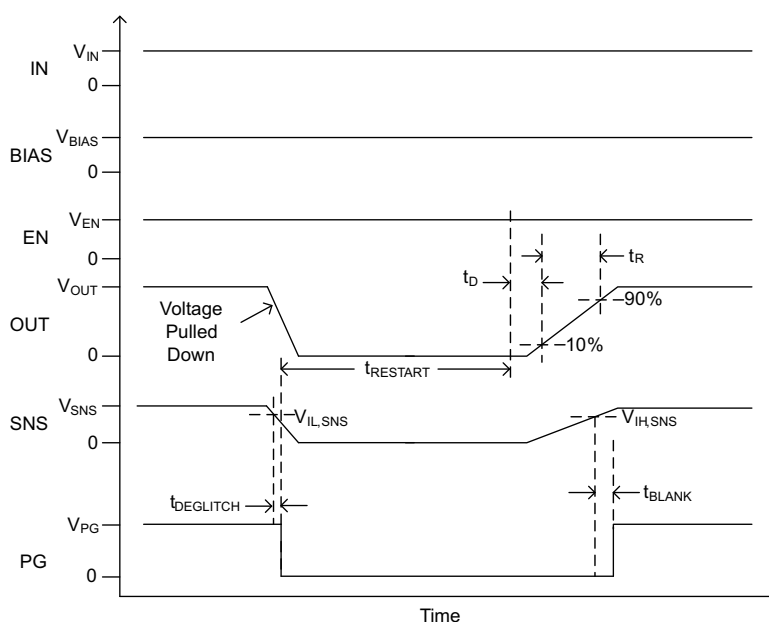 V_IN
IN
0
V_BIAS
BIAS
0
V_EN
EN
0
t_R
t_D
V_OUT
90%
Voltage
Pulled
Down
OUT
10%
0
t_RESTART
V_SNS
SNS
V_IL,SNS
V_IH,SNS
0
t_DEGLITCH
t_BLANK
V_PG
PG
0
Time